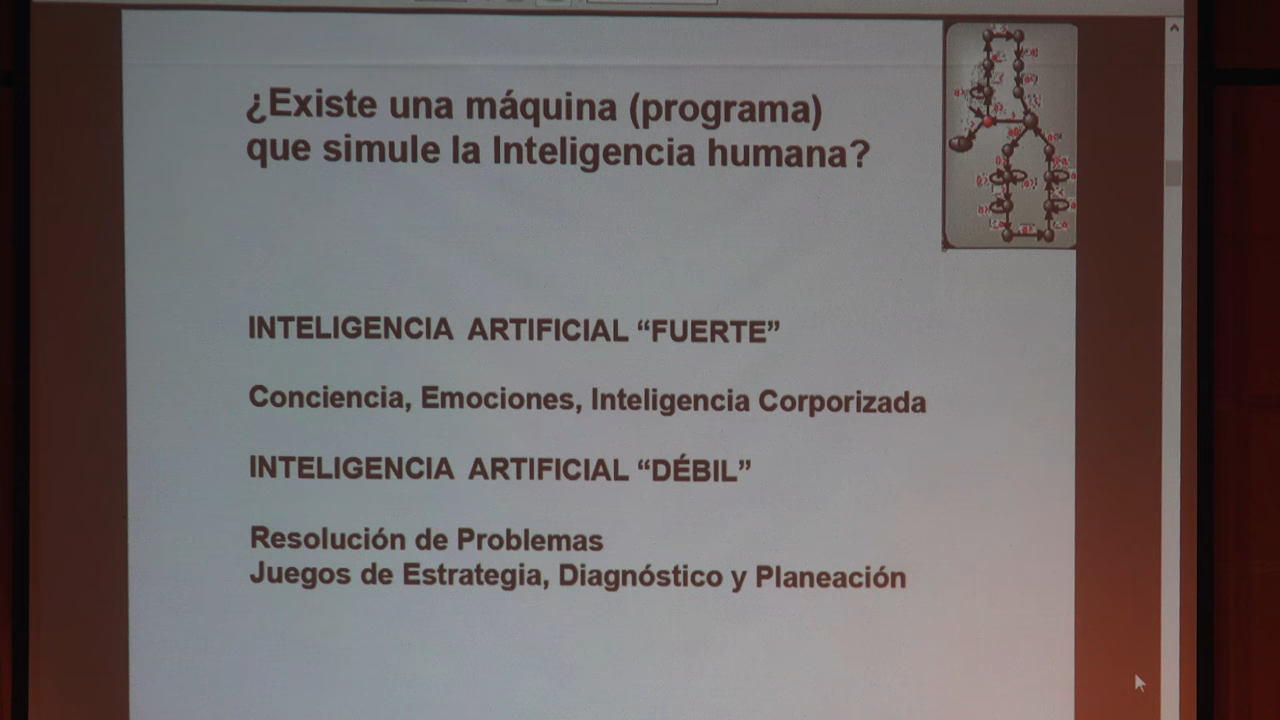 ¿Existe una máquina (programa)
que simule la Inteligencia humana?
INTELIGENCIA ARTIFICIAL “FUERTE”
Conciencia, Emociones, Inteligencia Corporizada
INTELIGENCIA ARTIFICIAL “DÉBIL”
Resolución de Problemas
Juegos de Estrategia, Diagnóstico y Planeación